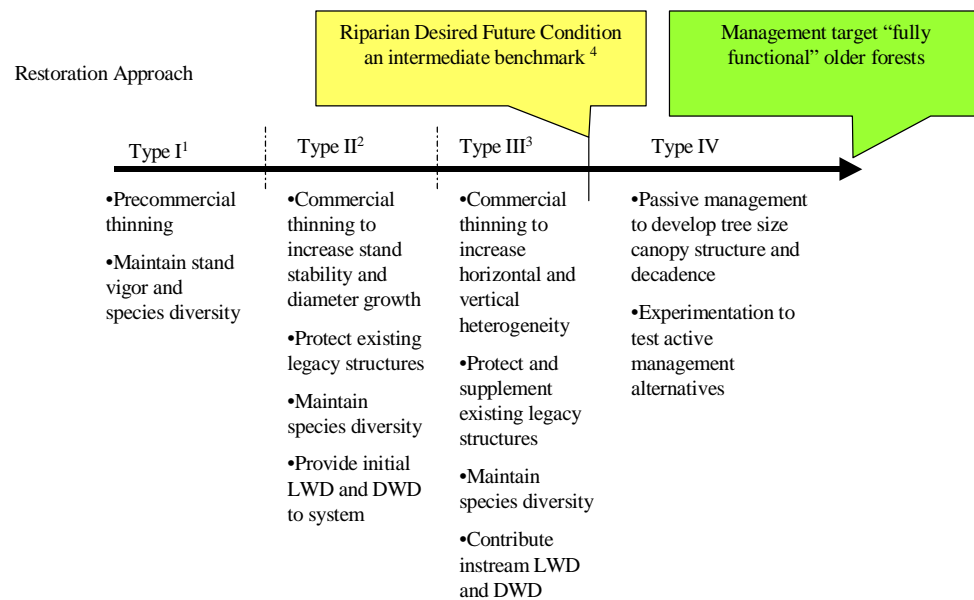 Riparian Desired Future Condition
an intermediate benchmark 4
Management target “fully
functional” older forests
Restoration Approach
Type I1
Type II2
Type III3
Type IV
•Precommercial
thinning
•Maintain stand
vigor and
species diversity
•Commercial
thinning to
increase stand
stability and
diameter growth
•Protect existing
legacy structures
•Maintain
species diversity
•Provide initial
LWD and DWD
to system
•Commercial
thinning to
increase
horizontal and
vertical
heterogeneity
•Protect and
supplement
existing legacy
structures
•Maintain
species diversity
•Contribute
instream LWD
and DWD
•Passive management
to develop tree size
canopy structure and
decadence
•Experimentation to
test active
management
alternatives